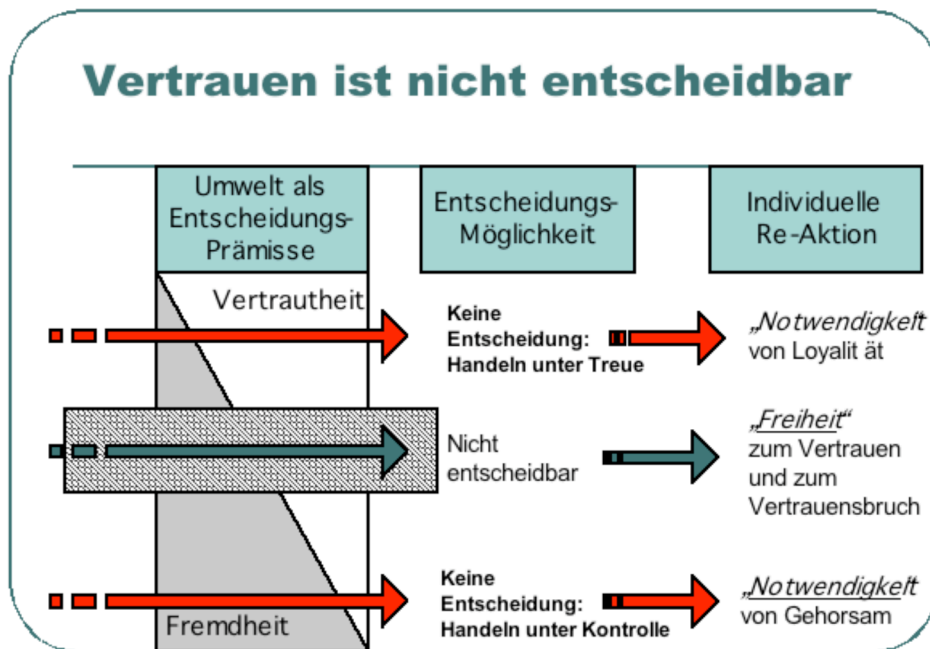 Vertrauen ist nicht entscheidbar
Umwelt als
Entscheidungs-
Prämisse
Entscheidungs-
Möglichkeit
Individuelle
Re-Aktion
Vertrautheit
Keine
Entscheidung:
Handeln unter Treue
„Notwendigkeit
von Loyalit ät
Nicht
entscheidbar
„Freiheit“
zum Vertrauen
und zum
Vertrauensbruch
Fremdheit
Keine
Entscheidung:
Handeln unter Kontrolle
„Notwendigkeit
von Gehorsam